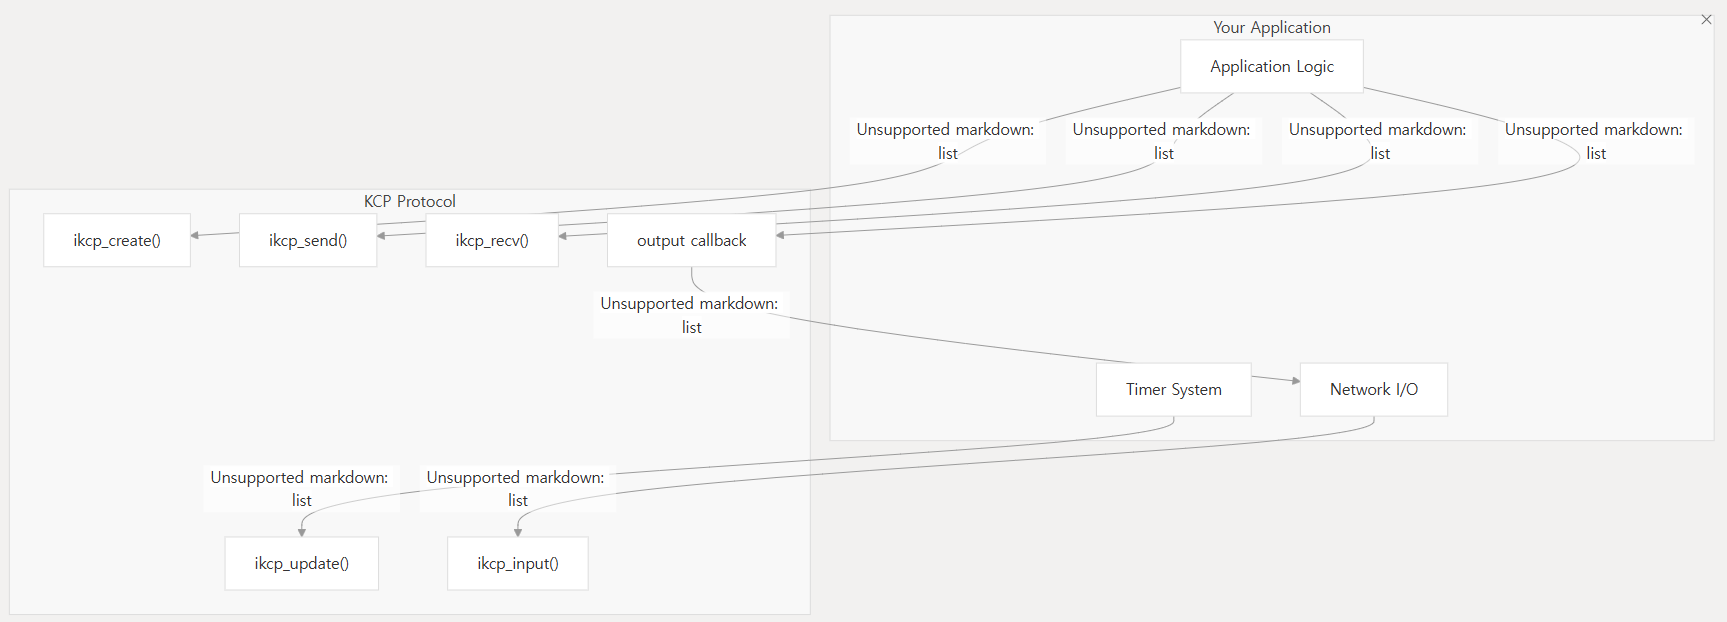 Your Application
Application Logic
Unsupported markdown:
list
Unsupported markdown:
list
Unsupported markdown:
list
Unsupported markdown:
list
KCP Protocol
ikcp_create()
ikcp_send()
ikcp_recv()
output callback
Unsupported markdown:
list
Timer System
Network I/O
Unsupported markdown:
list
Unsupported markdown:
list
ikcp_update()
ikcp_input()